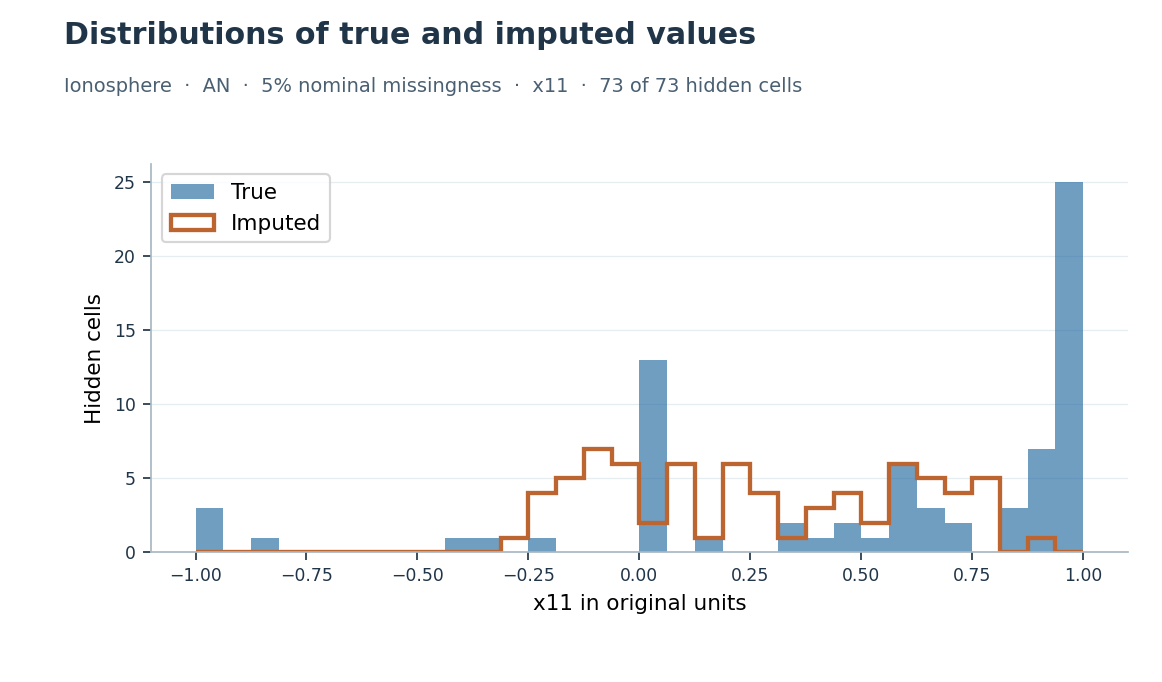 Distributions of true and imputed values
Ionosphere · AN · 5% nominal missingness · x11 · 73 of 73 hidden cells
True
Imputed
Hidden cells
25
20
15
10
5
0
−1.00 −0.75 −0.50 −0.25 0.00 0.25 0.50 0.75 1.00
x11 in original units